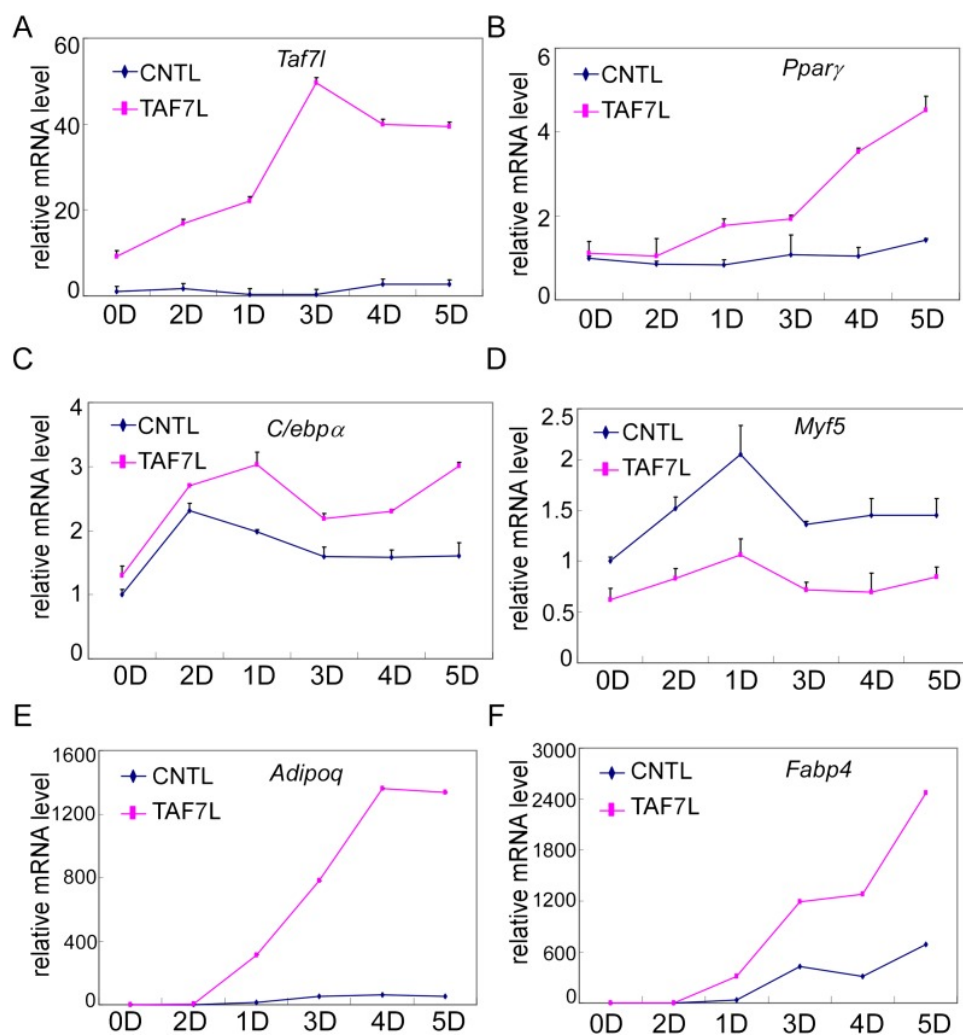 A
Taf7l
CNTL
TAF7L
relative mRNA level
60
40
20
0
0D 2D 1D 3D 4D 5D
B
Pparγ
CNTL
TAF7L
relative mRNA level
6
4
2
0
0D 2D 1D 3D 4D 5D
C
C/ebpα
CNTL
TAF7L
relative mRNA level
4
3
2
1
0
0D 2D 1D 3D 4D 5D
D
Myf5
CNTL
TAF7L
relative mRNA level
2.5
2
1.5
1
0.5
0
0D 2D 1D 3D 4D 5D
E
Adipoq
CNTL
TAF7L
relative mRNA level
1600
1200
800
400
0
0D 2D 1D 3D 4D 5D
F
Fabp4
CNTL
TAF7L
relative mRNA level
3000
2400
1800
1200
600
0
0D 2D 1D 3D 4D 5D